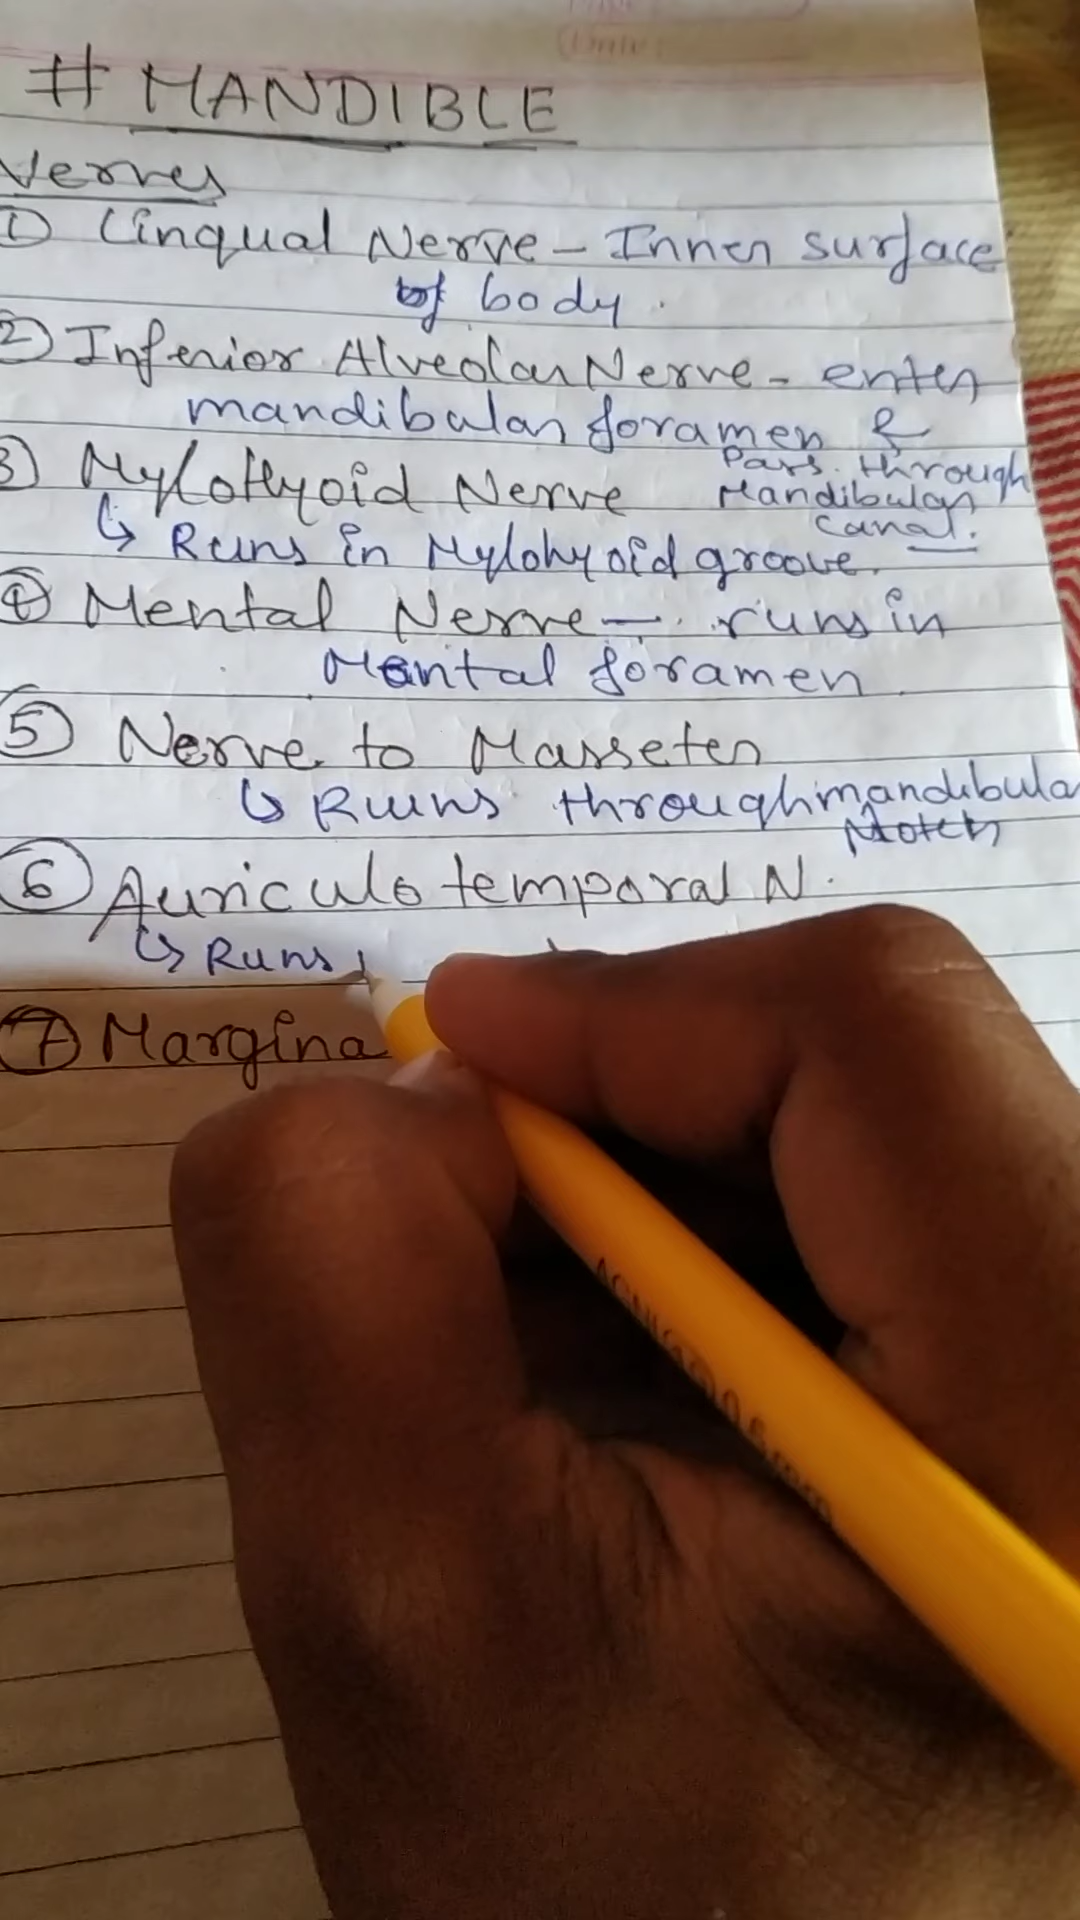 Date:
# MANDIBLE
Nerves
① Linqual Nerve - Inner surface
of body.
② Inferior Alveolar Nerve - enter
mandibular foramen &
Pass through
Mandibular
canal.
③ Mylohyoid Nerve
↳ Runs in Mylohyoid groove.
④ Mental Nerve - runs in
Mental foramen
⑤ Nerve to Masseter
↳ Runs through mandibular
Notch
⑥ Auriculo temporal N.
↳ Runs
⑦ Margina